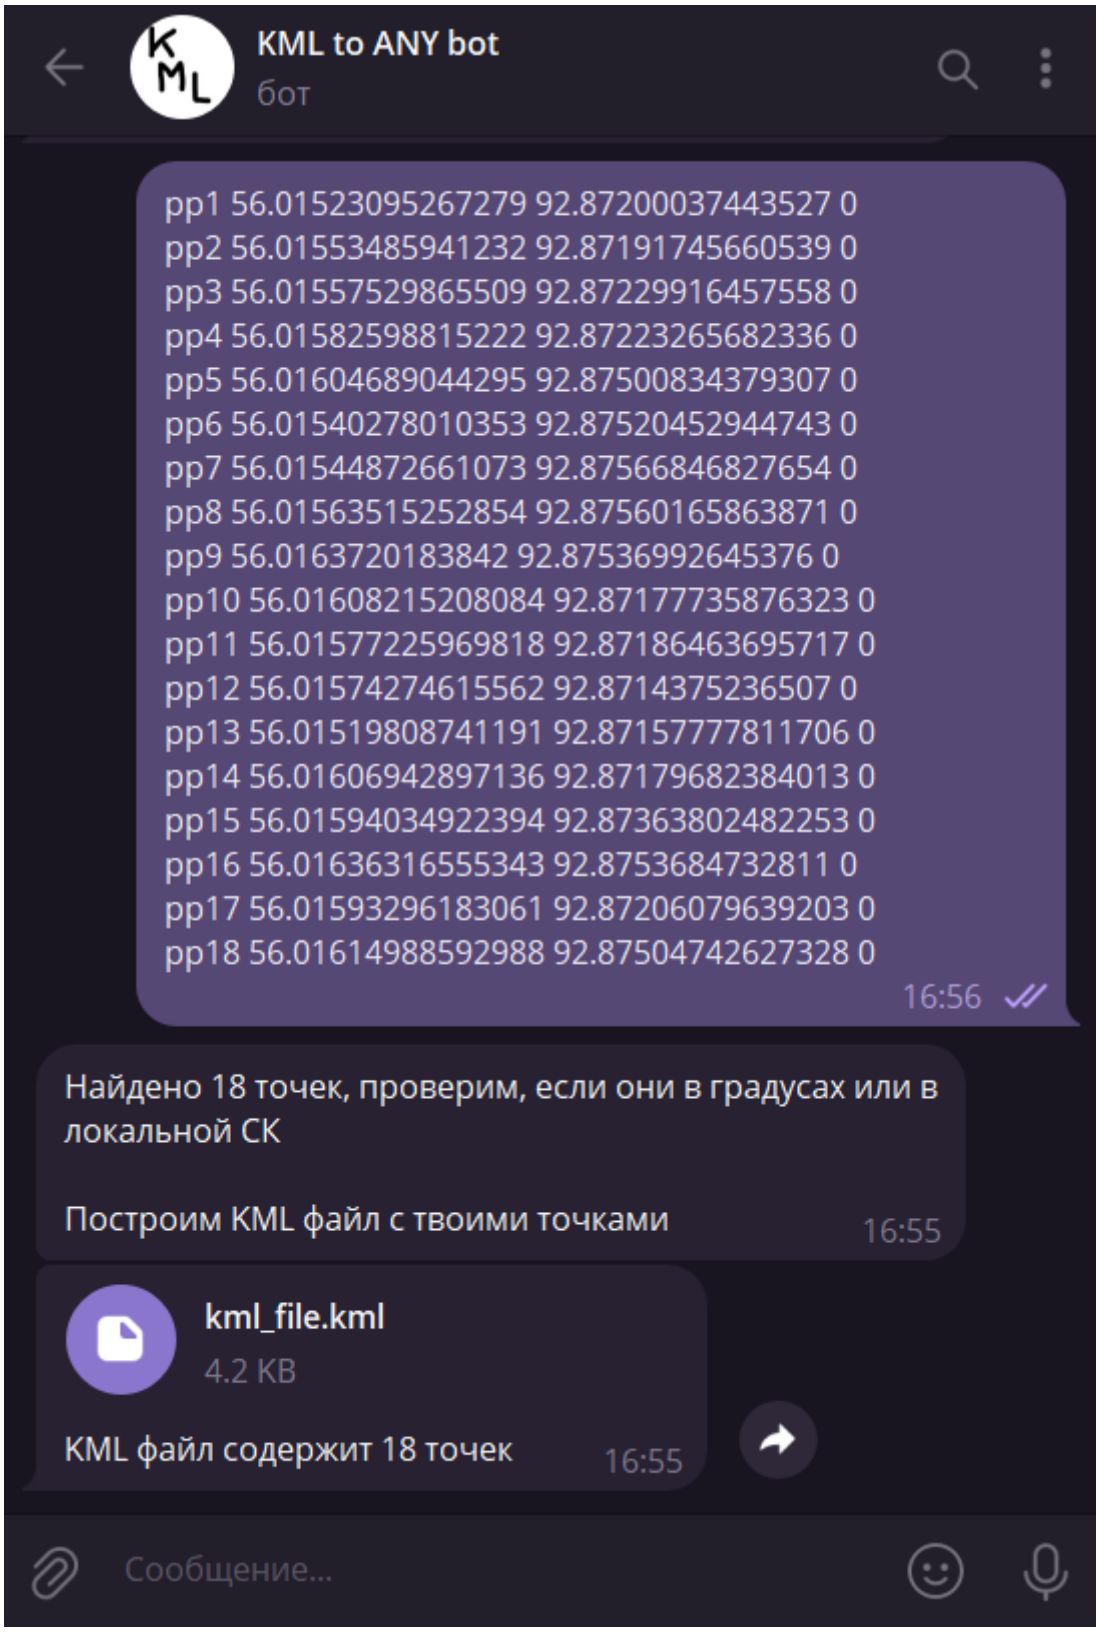 KML
KML to ANY bot
бот
pp1 56.01523095267279 92.87200037443527 0
pp2 56.01553485941232 92.87191745660539 0
pp3 56.01557529865509 92.87229916457558 0
pp4 56.01582598815222 92.87223265682336 0
pp5 56.01604689044295 92.87500834379307 0
pp6 56.01540278010353 92.87520452944743 0
pp7 56.01544872661073 92.87566846827654 0
pp8 56.01563515252854 92.87560165863871 0
pp9 56.0163720183842 92.87536992645376 0
pp10 56.01608215208084 92.87177735876323 0
pp11 56.01577225969818 92.87186463695717 0
pp12 56.01574274615562 92.8714375236507 0
pp13 56.01519808741191 92.87157777811706 0
pp14 56.01606942897136 92.87179682384013 0
pp15 56.01594034922394 92.87363802482253 0
pp16 56.01636316555343 92.8753684732811 0
pp17 56.01593296183061 92.87206079639203 0
pp18 56.01614988592988 92.87504742627328 0
16:56
Найдено 18 точек, проверим, если они в градусах или в
локальной СК
Построим KML файл с твоими точками
16:55
kml_file.kml
4.2 KB
KML файл содержит 18 точек
16:55
Сообщение...